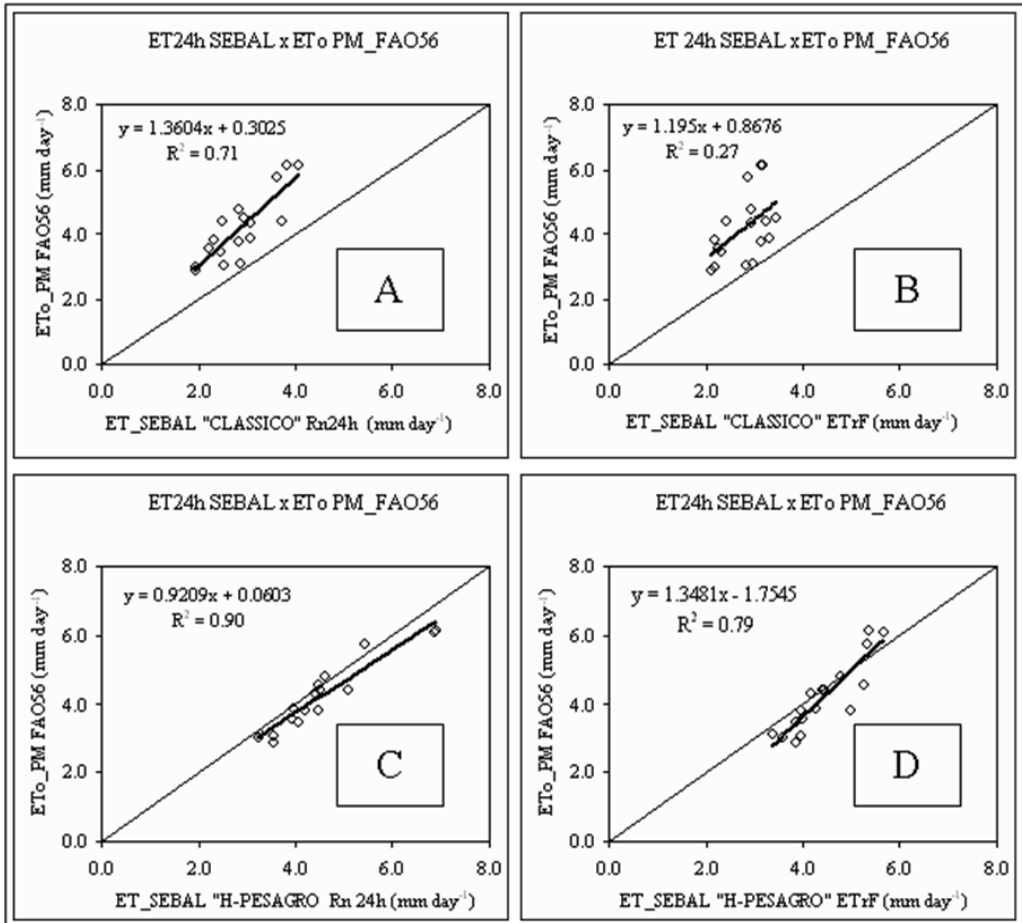 ET24h SEBAL x ETo PM_FAO56
ETo_PM FAO56 (mm day⁻¹)
8.0
6.0
4.0
2.0
0.0
y = 1.3604x + 0.3025
R² = 0.71
A
0.0 2.0 4.0 6.0 8.0
ET_SEBAL "CLASSICO" Rn24h (mm day⁻¹)
ET 24h SEBAL x ETo PM_FAO56
ETo_PM FAO56 (mm day⁻¹)
8.0
6.0
4.0
2.0
0.0
y = 1.195x + 0.8676
R² = 0.27
B
0.0 2.0 4.0 6.0 8.0
ET_SEBAL "CLASSICO" ETrF (mm day⁻¹)
ET24h SEBAL x ETo PM_FAO56
ETo_PM FAO56 (mm day⁻¹)
8.0
6.0
4.0
2.0
0.0
y = 0.9209x + 0.0603
R² = 0.90
C
0.0 2.0 4.0 6.0 8.0
ET_SEBAL "H-PESAGRO Rn 24h (mm day⁻¹)
ET24h SEBAL x ETo PM_FAO56
ETo_PM FAO56 (mm day⁻¹)
8.0
6.0
4.0
2.0
0.0
y = 1.3481x - 1.7545
R² = 0.79
D
0.0 2.0 4.0 6.0 8.0
ET_SEBAL "H-PESAGRO" ETrF (mm day⁻¹)